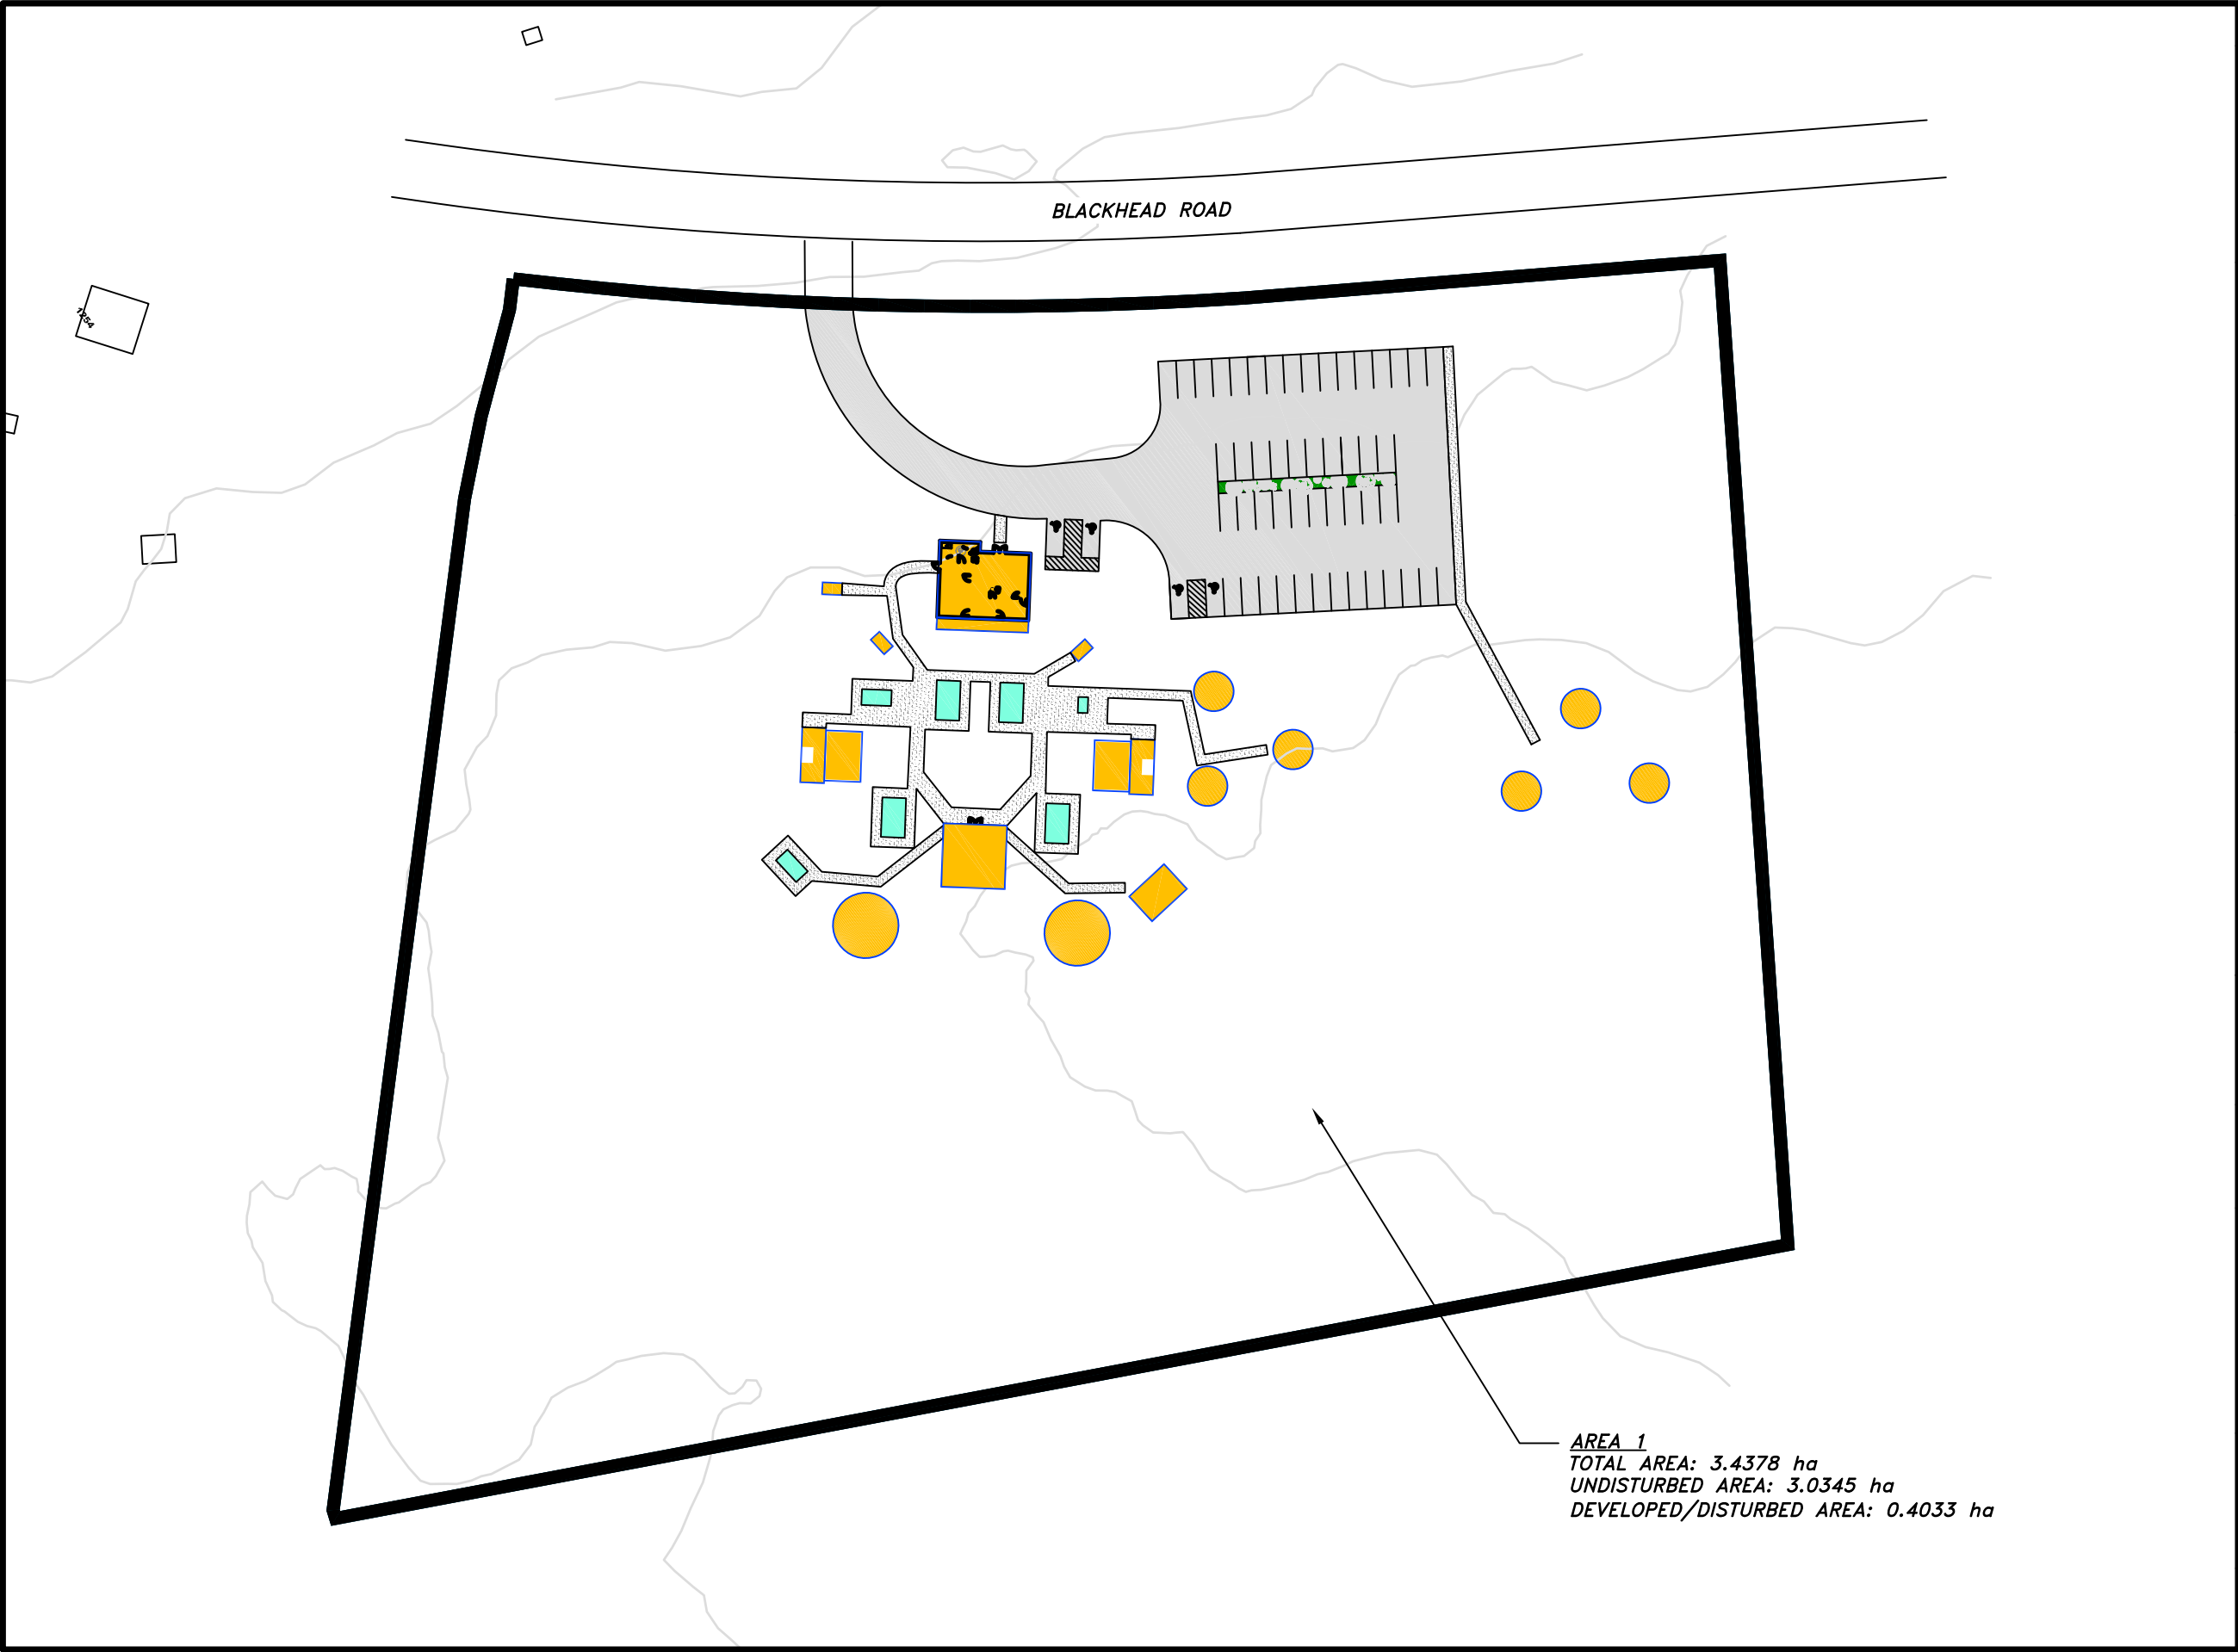 BLACKHEAD ROAD
1254
AREA 1
TOTAL AREA: 3.4378 ha
UNDISTURBED AREA: 3.0345 ha
DEVELOPED/DISTURBED AREA: 0.4033 ha